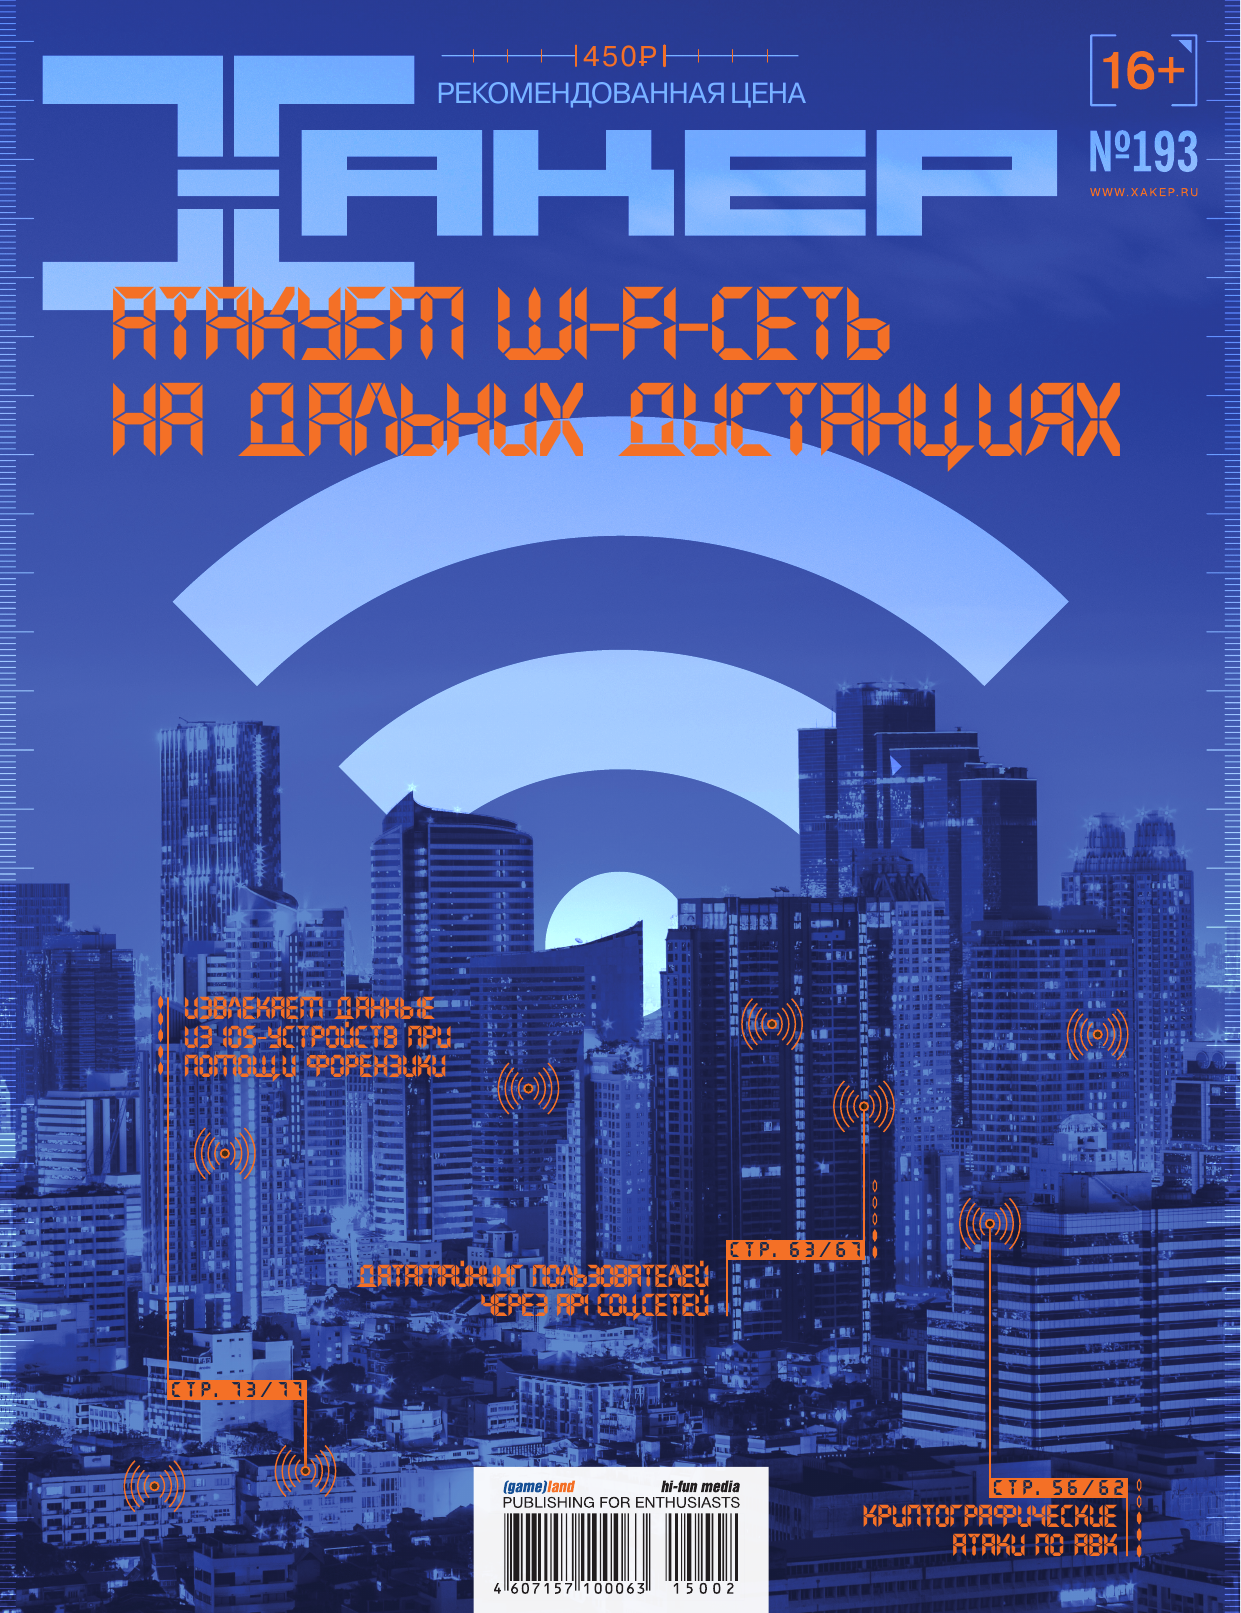 |450₽|
РЕКОМЕНДОВАННАЯ ЦЕНА
16+
ХАКЕР
№193
WWW.XAKEP.RU
АТАКУЕМ WI-FI-СЕТЬ
НА ДАЛЬНИХ ДИСТАНЦИЯХ
ИЗВЛЕКАЕМ ДАННЫЕ
ИЗ IOS-УСТРОЙСТВ ПРИ
ПОМОЩИ ФОРЕНЗИКИ
СТР. 63/67
ДАТАМАЙНИНГ ПОЛЬЗОВАТЕЛЕЙ
ЧЕРЕЗ API СОЦСЕТЕЙ
СТР. 73/77
СТР. 56/62
КРИПТОГРАФИЧЕСКИЕ
АТАКИ ПО АВК
(game)land hi-fun media
PUBLISHING FOR ENTHUSIASTS
4 607157 100063 15002